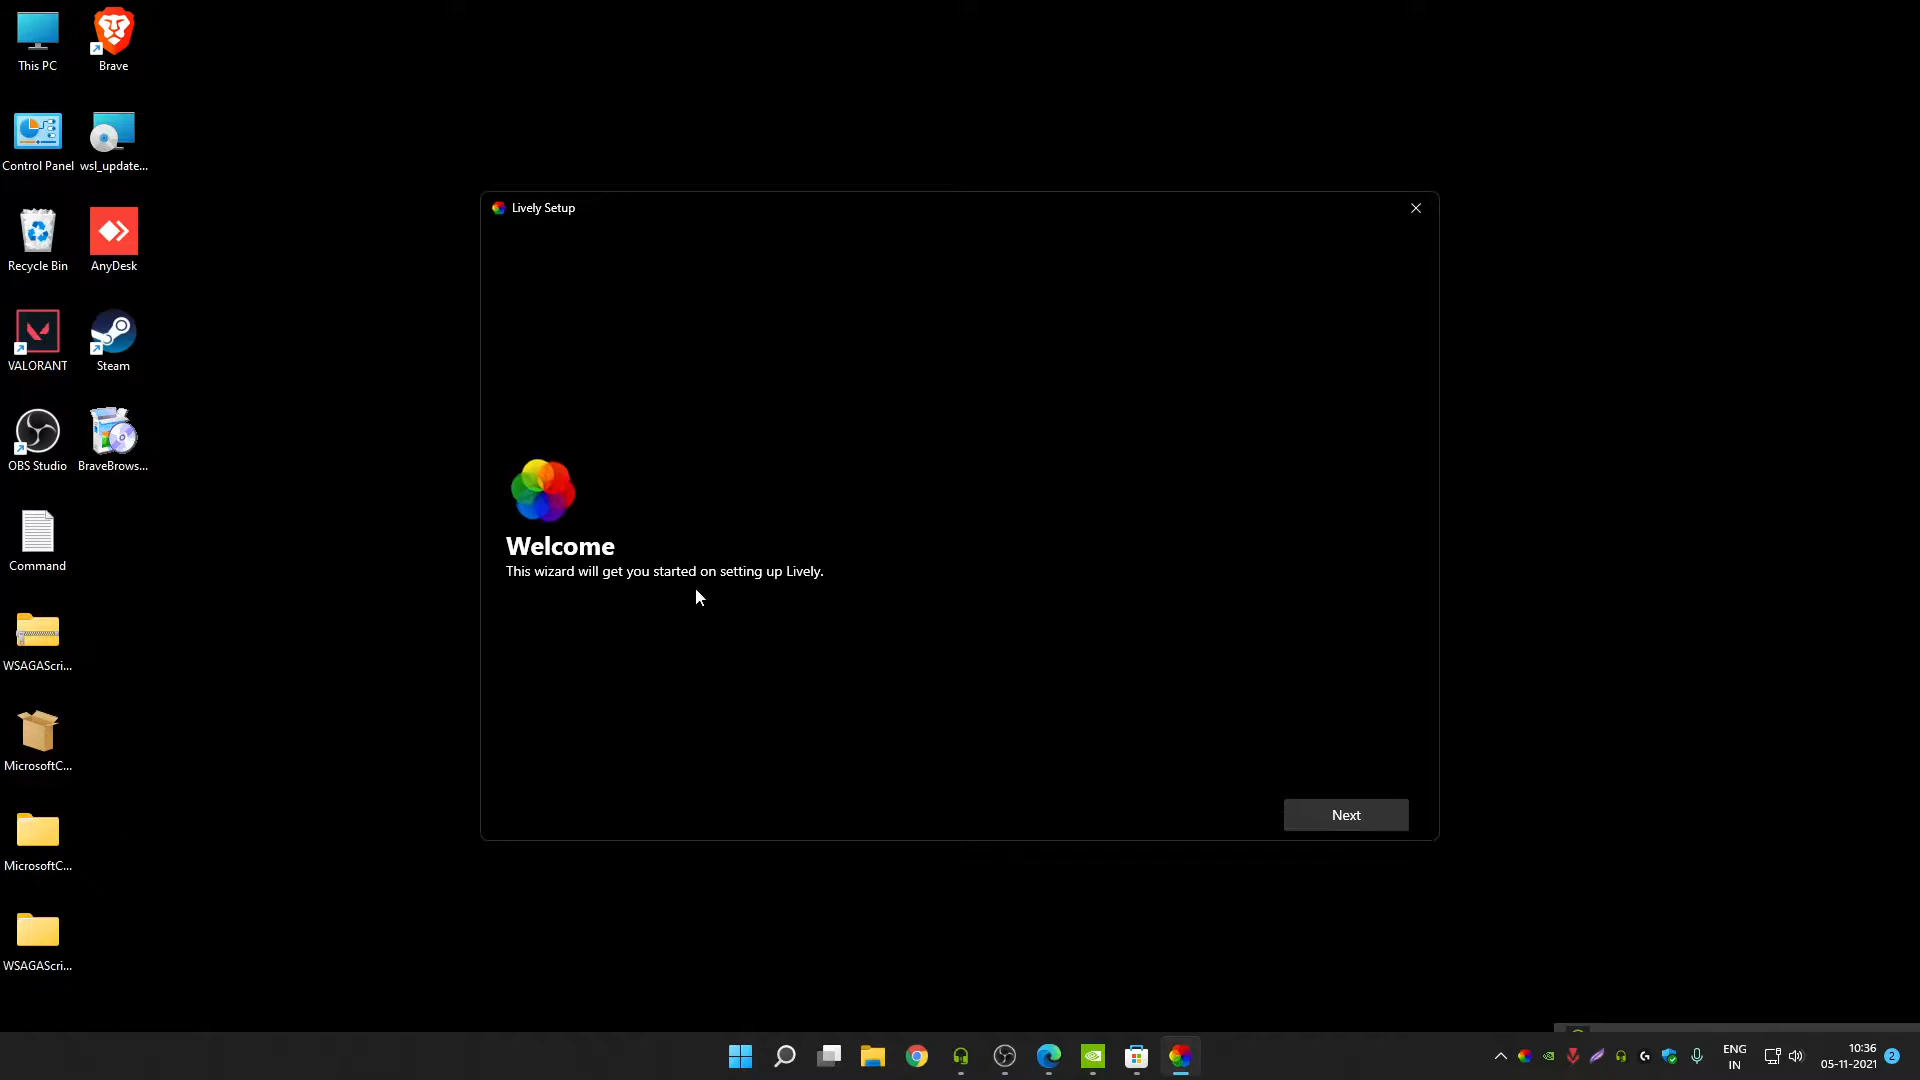 This PC
Brave
Control Panel
wsl_update...
Recycle Bin
AnyDesk
VALORANT
Steam
OBS Studio
BraveBrows...
Command
WSAGAScri...
MicrosoftC...
MicrosoftC...
WSAGAScri...
Lively Setup
Welcome
This wizard will get you started on setting up Lively.
Next
ENG
IN
10:36
05-11-2021
2